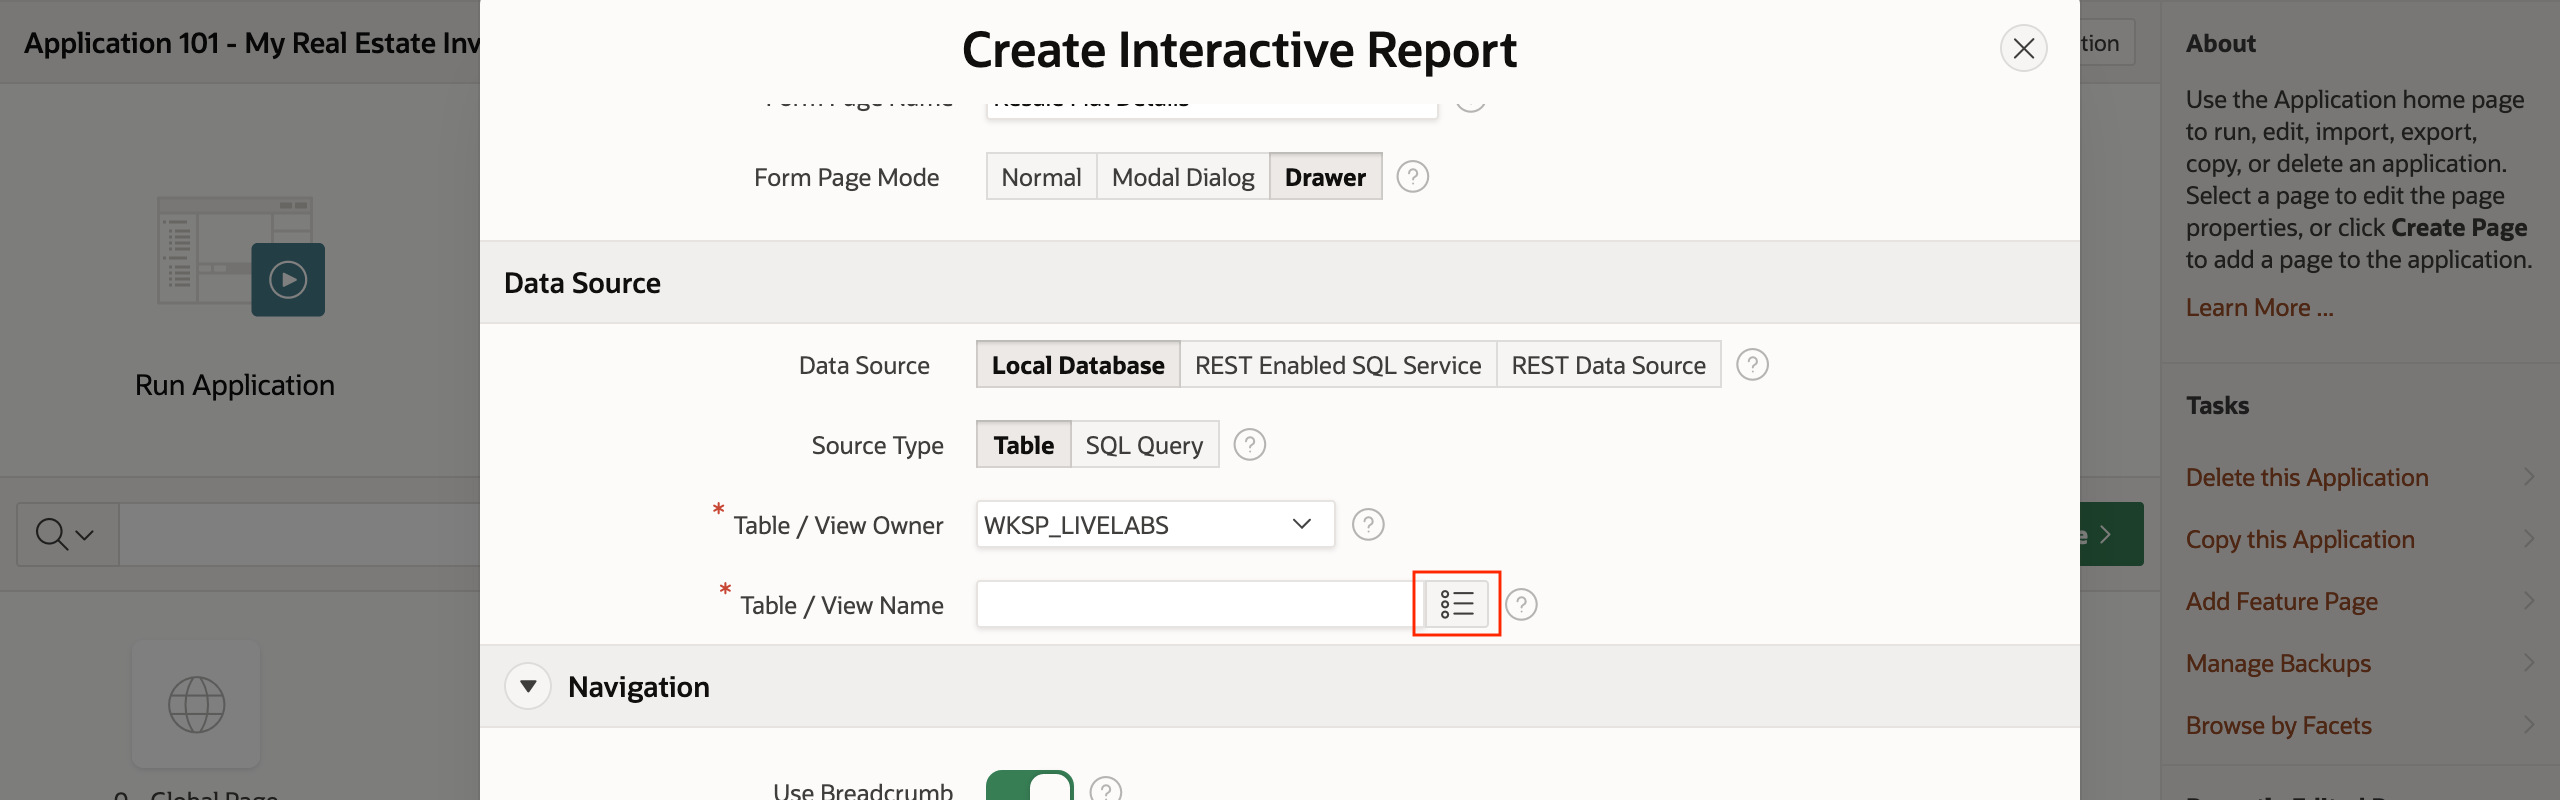 Application 101 - My Real Estate Inv
Create Interactive Report
tion
Form Page Name
Resale Flat Details
Form Page Mode
Normal
Modal Dialog
Drawer
?
Data Source
Data Source
Local Database
REST Enabled SQL Service
REST Data Source
?
Source Type
Table
SQL Query
?
* Table / View Owner
WKSP_LIVELABS
?
* Table / View Name
?
Navigation
Use Breadcrumb
?
Run Application
0 - Global Page
e
About
Use the Application home page
to run, edit, import, export,
copy, or delete an application.
Select a page to edit the page
properties, or click Create Page
to add a page to the application.
Learn More ...
Tasks
Delete this Application
Copy this Application
Add Feature Page
Manage Backups
Browse by Facets